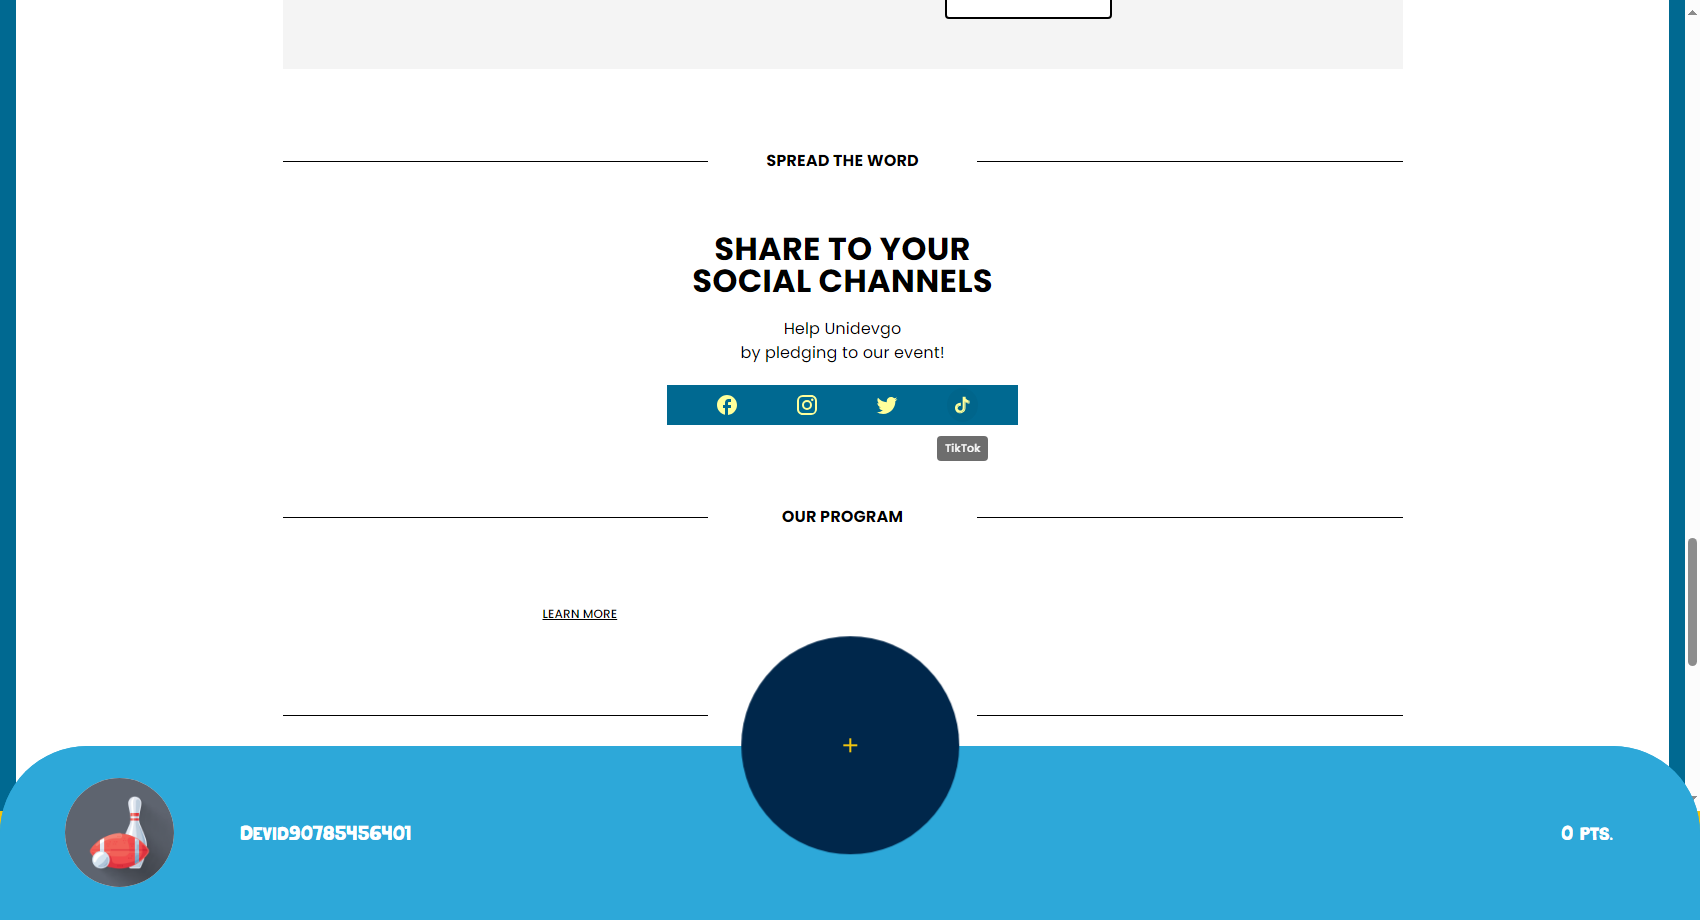 SPREAD THE WORD
SHARE TO YOUR
SOCIAL CHANNELS
Help Unidevgo
by pledging to our event!
TikTok
OUR PROGRAM
LEARN MORE
+
Devid90785456401
0 pts.